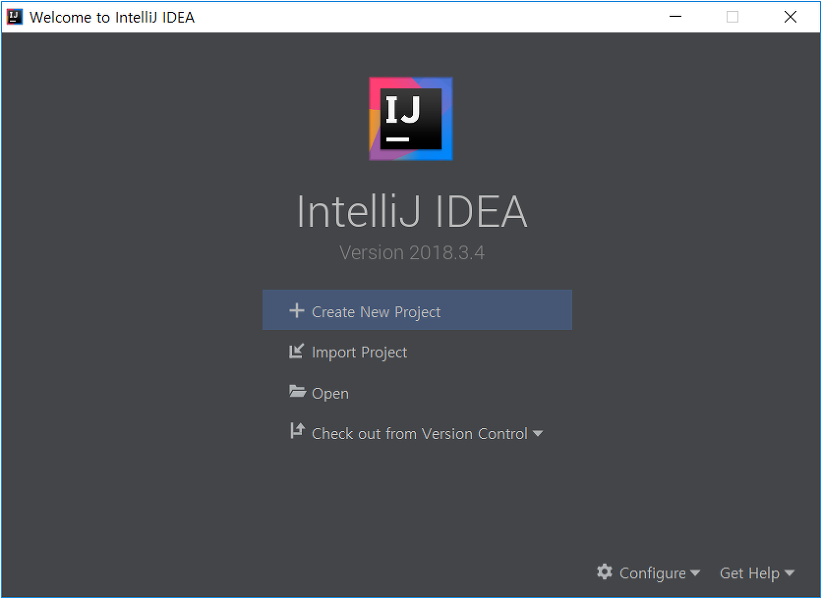 Welcome to IntelliJ IDEA
IJ
IntelliJ IDEA
Version 2018.3.4
Create New Project
Import Project
Open
Check out from Version Control
Configure
Get Help